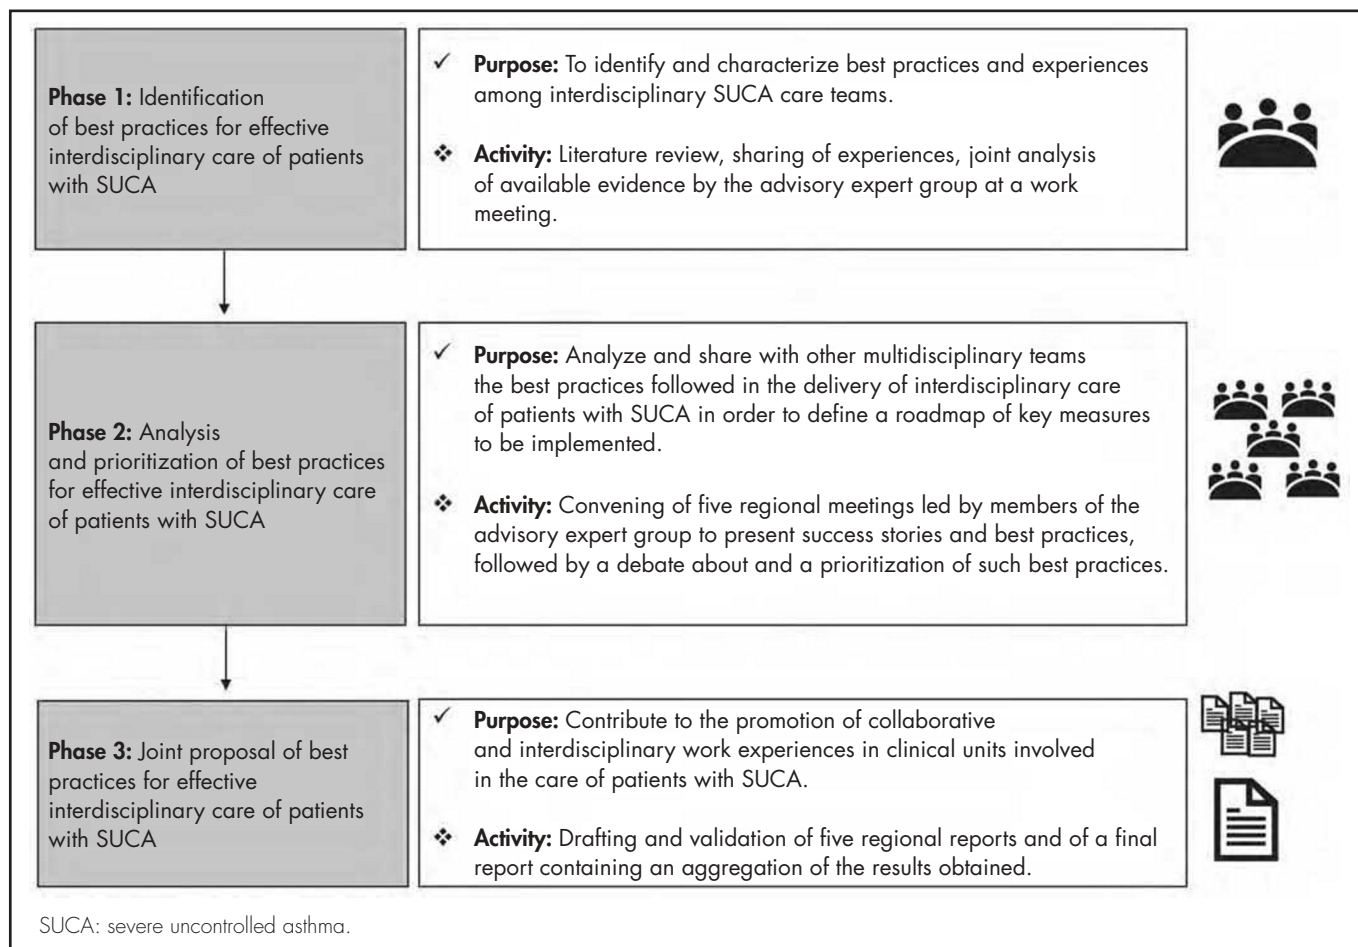 Phase 1: Identification
of best practices for effective
interdisciplinary care of patients
with SUCA
✓ Purpose: To identify and characterize best practices and experiences
among interdisciplinary SUCA care teams.
❖ Activity: Literature review, sharing of experiences, joint analysis
of available evidence by the advisory expert group at a work
meeting.
Phase 2: Analysis
and prioritization of best practices
for effective interdisciplinary care
of patients with SUCA
✓ Purpose: Analyze and share with other multidisciplinary teams
the best practices followed in the delivery of interdisciplinary care
of patients with SUCA in order to define a roadmap of key measures
to be implemented.
❖ Activity: Convening of five regional meetings led by members of the
advisory expert group to present success stories and best practices,
followed by a debate about and a prioritization of such best practices.
Phase 3: Joint proposal of best
practices for effective
interdisciplinary care of patients
with SUCA
✓ Purpose: Contribute to the promotion of collaborative
and interdisciplinary work experiences in clinical units involved
in the care of patients with SUCA.
❖ Activity: Drafting and validation of five regional reports and of a final
report containing an aggregation of the results obtained.
SUCA: severe uncontrolled asthma.